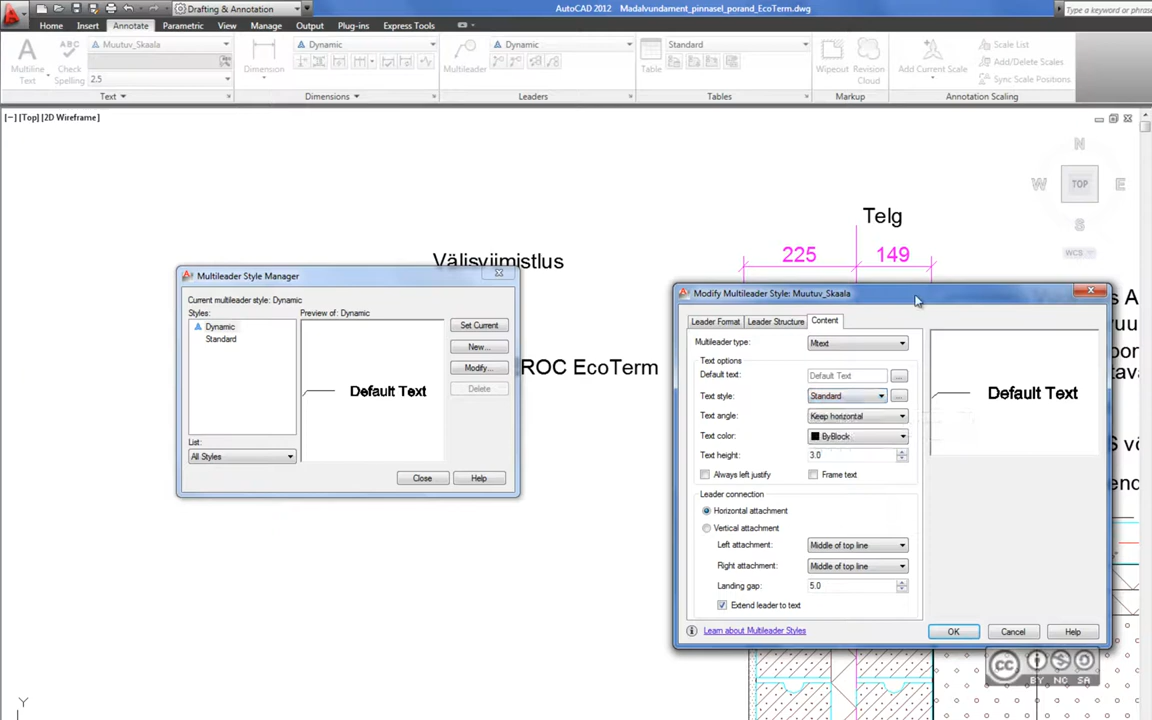 Drafting & Annotation
AutoCAD 2012 Madalvundament_pinnasel_porand_EcoTerm.dwg
Type a keyword or phras
Home Insert Annotate Parametric View Manage Output Plug-ins Express Tools
Multiline Text
ABC Check Spelling
Muutuv_Skaala
2.5
Dimension
Dynamic
Multileader
Dynamic
Table
Standard
Wipeout
Revision Cloud
Add Current Scale
Scale List
Add/Delete Scales
Sync Scale Positions
Text Dimensions Leaders Tables Markup Annotation Scaling
[−] [Top] [2D Wireframe]
N
W TOP E
S
WCS
Telg
225 149
Välisviimistlus
ROC EcoTerm
Multileader Style Manager
Current multileader style: Dynamic
Styles: Preview of: Dynamic
Dynamic
Standard
Default Text
Set Current
New...
Modify...
Delete
List:
All Styles
Close Help
Modify Multileader Style: Muutuv_Skaala
Leader Format Leader Structure Content
Multileader type: Mtext
Text options
Default text: Default Text ...
Text style: Standard ...
Text angle: Keep horizontal
Text color: ByBlock
Text height: 3.0
Always left justify Frame text
Leader connection
Horizontal attachment
Vertical attachment
Left attachment: Middle of top line
Right attachment: Middle of top line
Landing gap: 5.0
Extend leader to text
Default Text
Learn about Multileader Styles
OK Cancel Help
Y
cc
BY NC SA